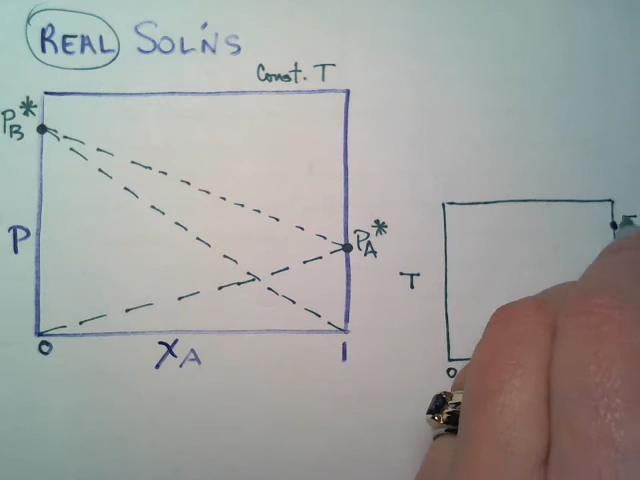 REAL SOL'NS
Const. T
P_B*
P
P_A*
0
X_A
1
T
0